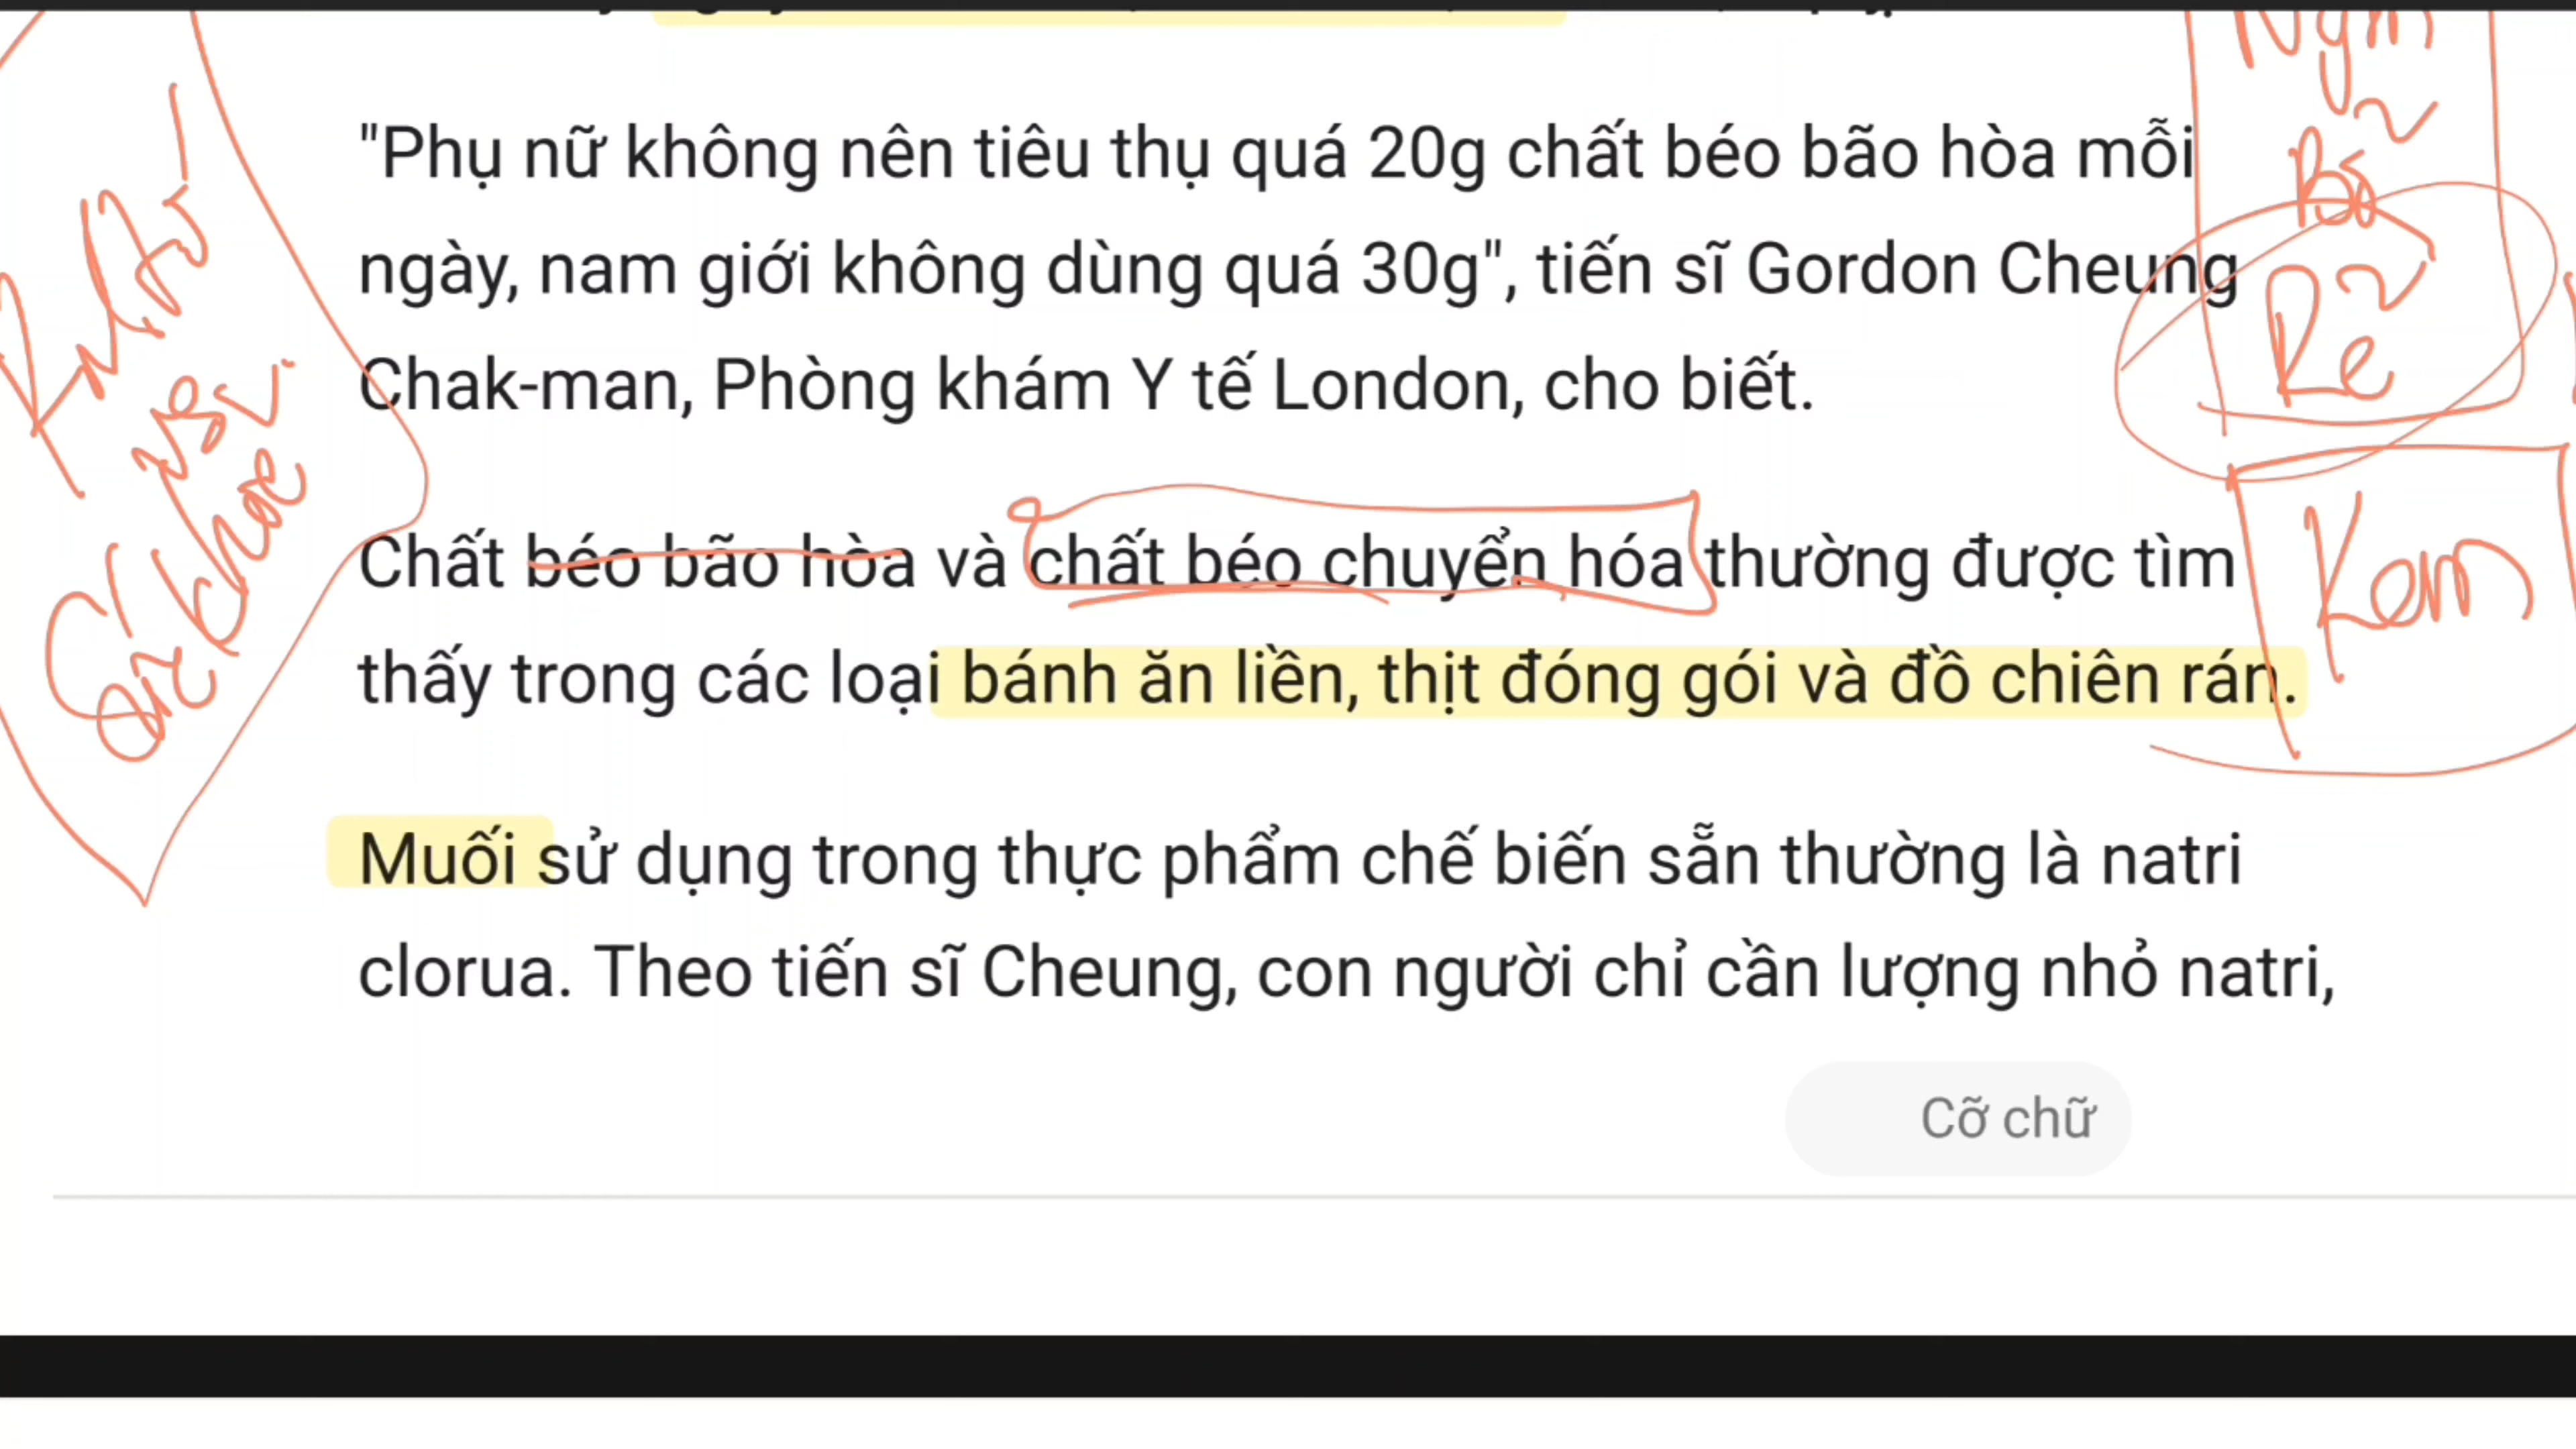 "Phụ nữ không nên tiêu thụ quá 20g chất béo bão hòa mỗi
ngày, nam giới không dùng quá 30g", tiến sĩ Gordon Cheung
Chak-man, Phòng khám Y tế London, cho biết.
Chất béo bão hòa và chất béo chuyển hóa thường được tìm
thấy trong các loại bánh ăn liền, thịt đóng gói và đồ chiên rán.
Muối sử dụng trong thực phẩm chế biến sẵn thường là natri
clorua. Theo tiến sĩ Cheung, con người chỉ cần lượng nhỏ natri,
Cỡ chữ
Bổ
Rẻ
Kem